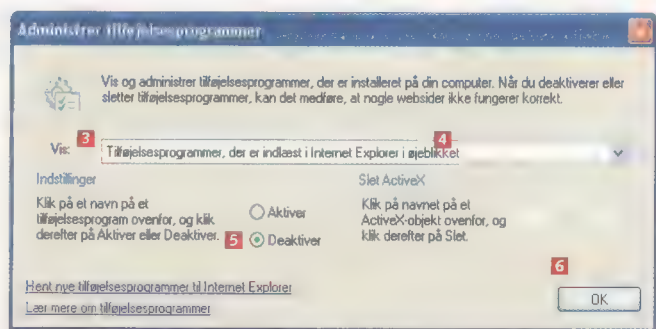 Administrer tilføjelsesprogrammer
Vis og administrer tilføjelsesprogrammer, der er installeret på din computer. Når du deaktiverer eller
sletter tilføjelsesprogrammer, kan det medføre, at nogle websider ikke fungerer korrekt.
3 4
Vis: Tilføjelsesprogrammer, der er indlæst i Internet Explorer i øjeblikket
Indstillinger
Klik på et navn på et
tilføjelsesprogram ovenfor, og klik
derefter på Aktiver eller Deaktiver.
Aktiver
5 Deaktiver
Slet ActiveX
Klik på navnet på et
ActiveX-objekt ovenfor, og
klik derefter på Slet.
6
Hent nye tilføjelsesprogrammer til Internet Explorer
Lær mere om tilføjelsesprogrammer
OK